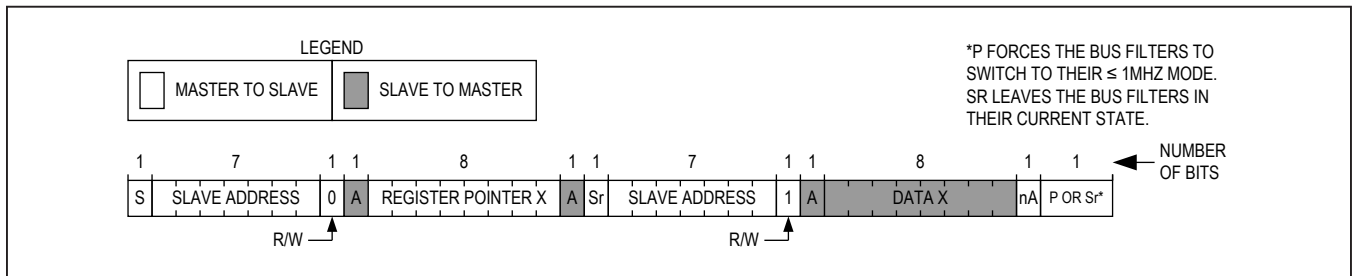 LEGEND
MASTER TO SLAVE SLAVE TO MASTER
*P FORCES THE BUS FILTERS TO
SWITCH TO THEIR ≤ 1MHZ MODE.
SR LEAVES THE BUS FILTERS IN
THEIR CURRENT STATE.
1 7 1 1 8 1 1 7 1 1 8 1 1 NUMBER
OF BITS
S SLAVE ADDRESS 0 A REGISTER POINTER X A Sr SLAVE ADDRESS 1 A DATA X nA P OR Sr*
R/W R/W